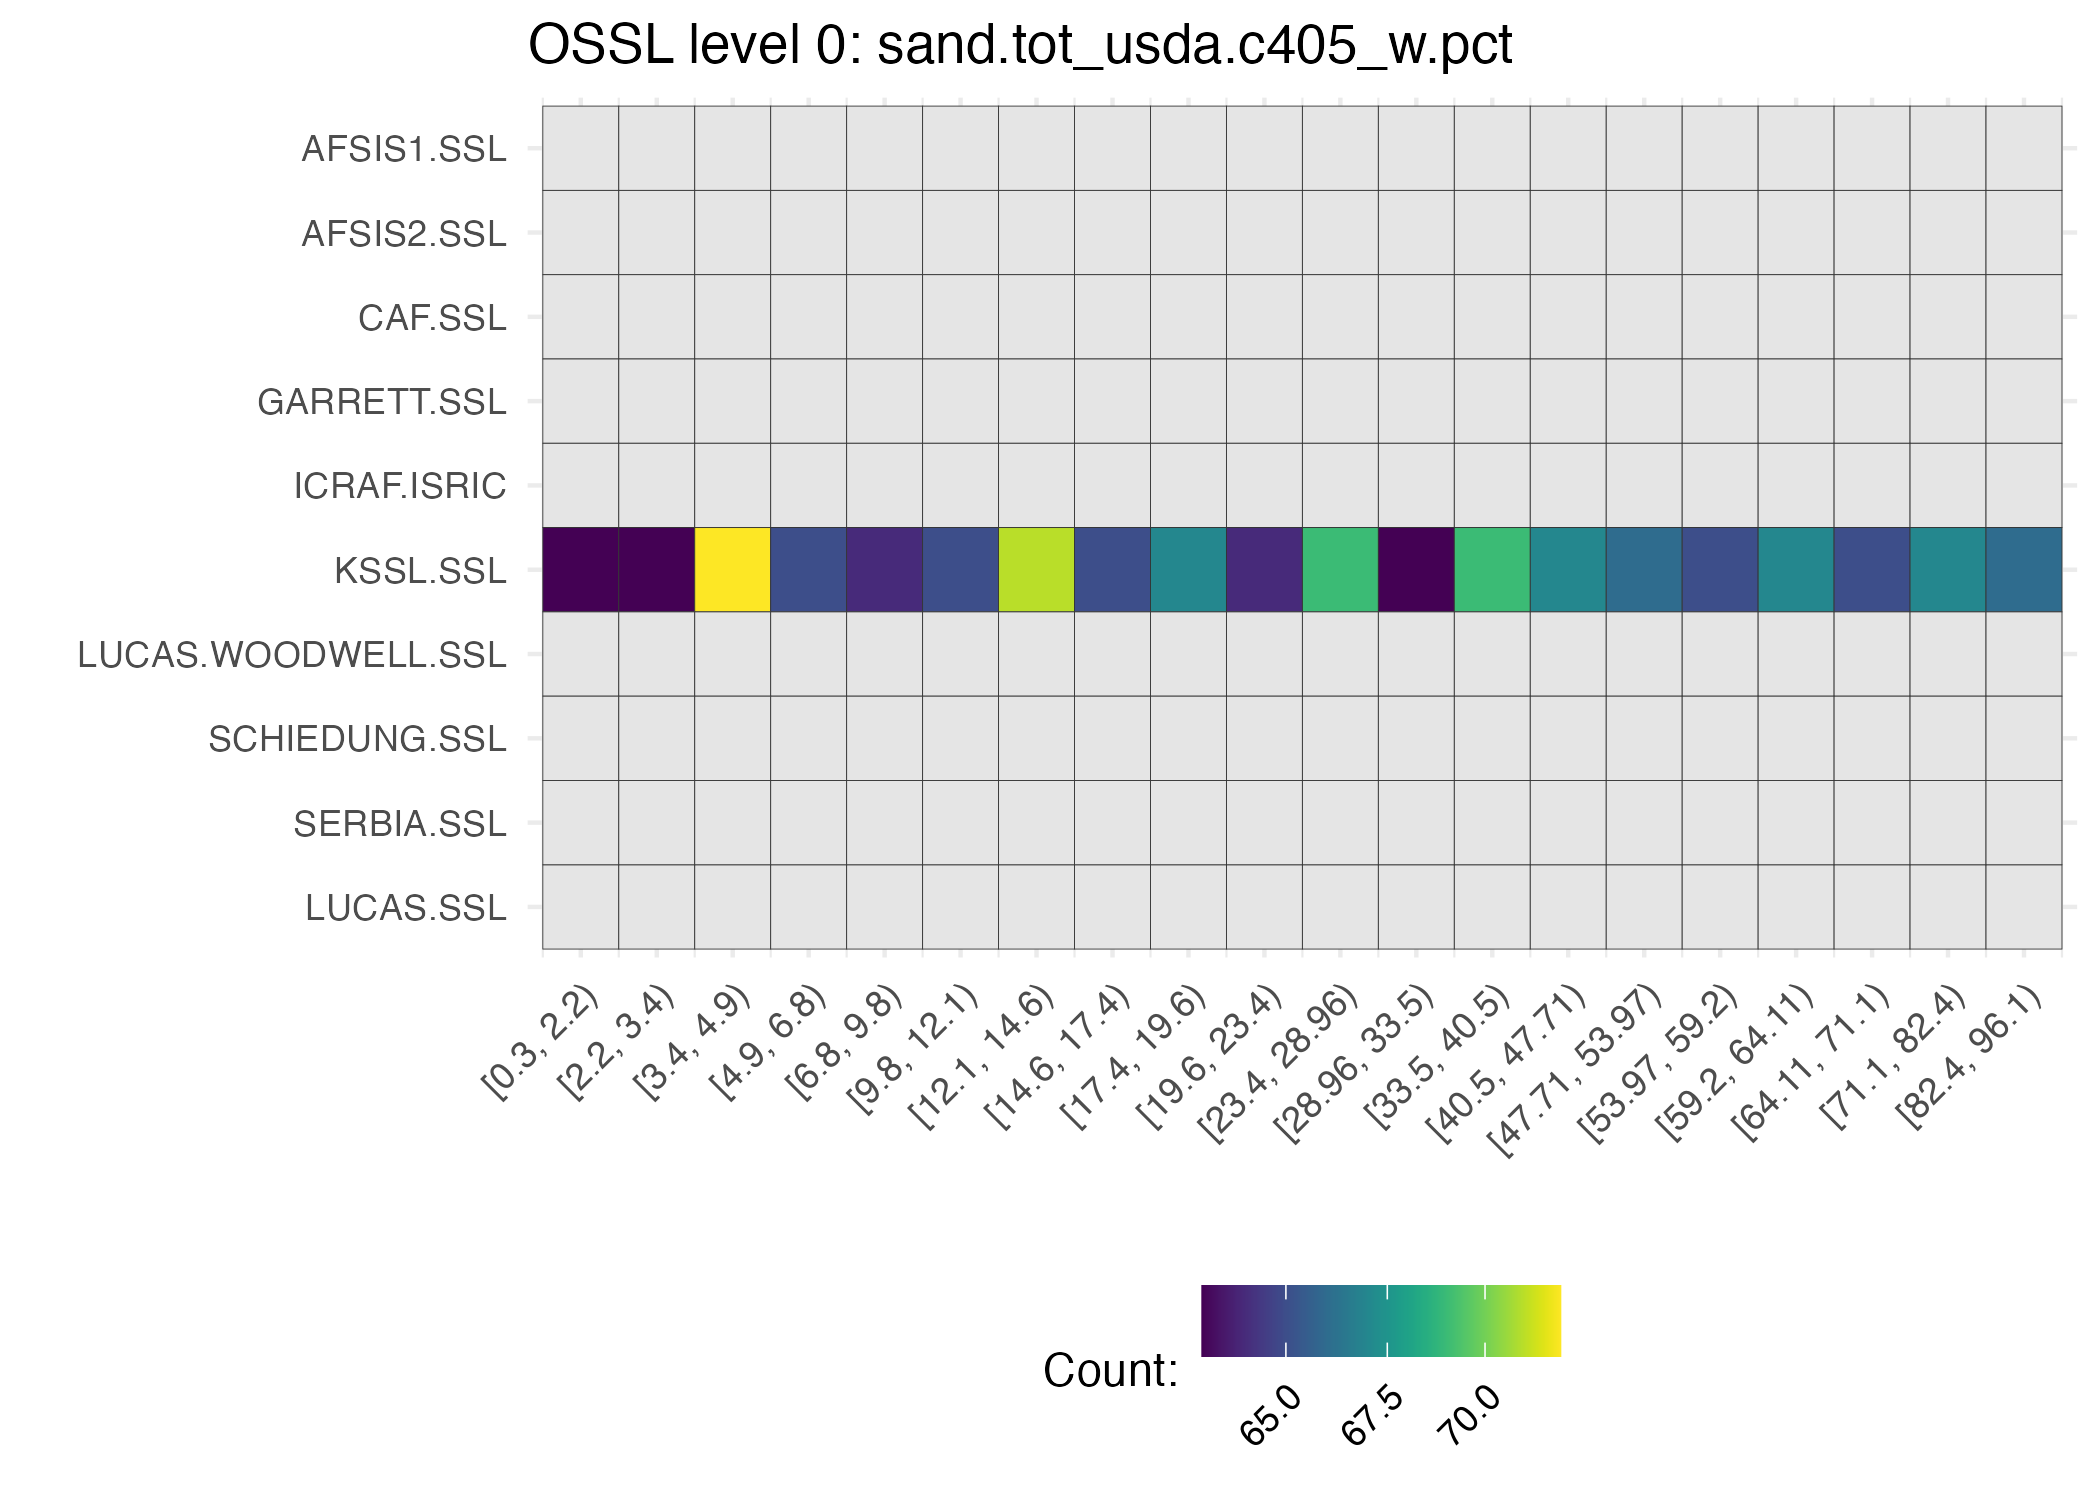 OSSL level 0: sand.tot_usda.c405_w.pct
AFSIS1.SSL
AFSIS2.SSL
CAF.SSL
GARRETT.SSL
ICRAF.ISRIC
KSSL.SSL
LUCAS.WOODWELL.SSL
SCHIEDUNG.SSL
SERBIA.SSL
LUCAS.SSL
[0.3, 2.2)
[2.2, 3.4)
[3.4, 4.9)
[4.9, 6.8)
[6.8, 9.8)
[9.8, 12.1)
[12.1, 14.6)
[14.6, 17.4)
[17.4, 19.6)
[19.6, 23.4)
[23.4, 28.96)
[28.96, 33.5)
[33.5, 40.5)
[40.5, 47.71)
[47.71, 53.97)
[53.97, 59.2)
[59.2, 64.11)
[64.11, 71.1)
[71.1, 82.4)
[82.4, 96.1)
Count:
65.0
67.5
70.0